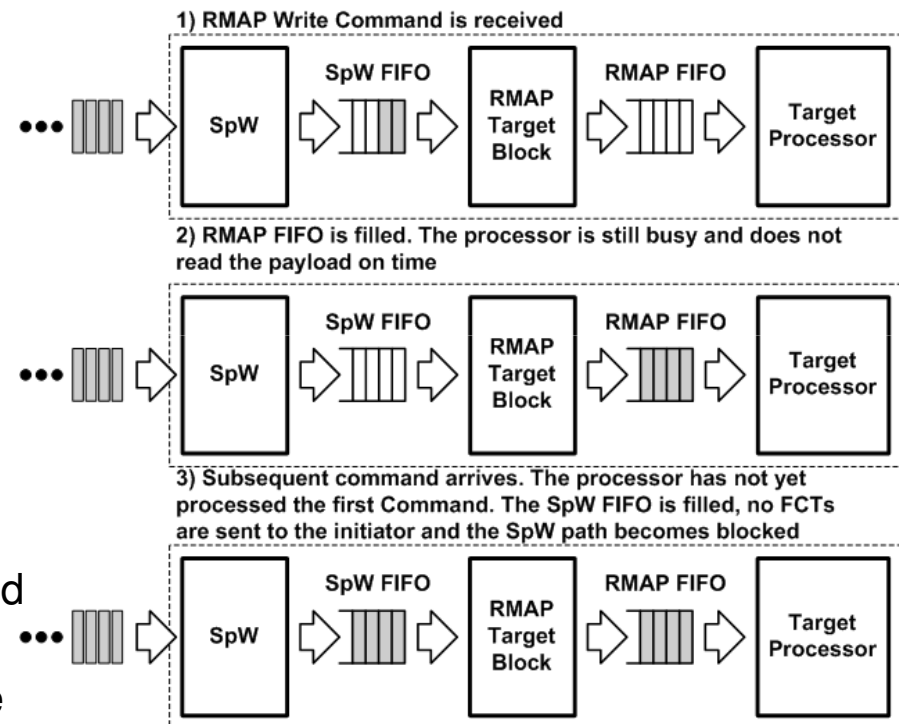 1) RMAP Write Command is received
SpW FIFO
RMAP FIFO
SpW
RMAP
Target
Block
Target
Processor
2) RMAP FIFO is filled. The processor is still busy and does not
read the payload on time
SpW FIFO
RMAP FIFO
SpW
RMAP
Target
Block
Target
Processor
3) Subsequent command arrives. The processor has not yet
processed the first Command. The SpW FIFO is filled, no FCTs
are sent to the initiator and the SpW path becomes blocked
SpW FIFO
RMAP FIFO
SpW
RMAP
Target
Block
Target
Processor
d
e